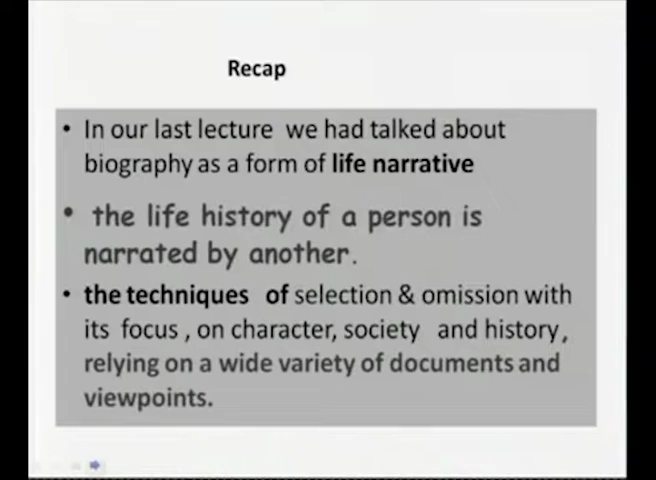 Recap
• In our last lecture we had talked about
biography as a form of life narrative
• the life history of a person is
narrated by another.
• the techniques of selection & omission with
its focus , on character, society and history,
relying on a wide variety of documents and
viewpoints.